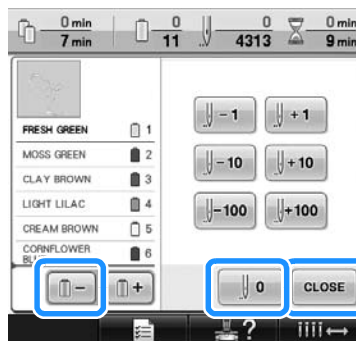 0 min 0 0 0 min
7 min 11 4313 9 min
FRESH GREEN 1
-1 +1
MOSS GREEN 2
CLAY BROWN 3
-10 +10
LIGHT LILAC 4
-100 +100
CREAM BROWN 5
CORNFLOWER 6
BLUE
- + 0 CLOSE
?